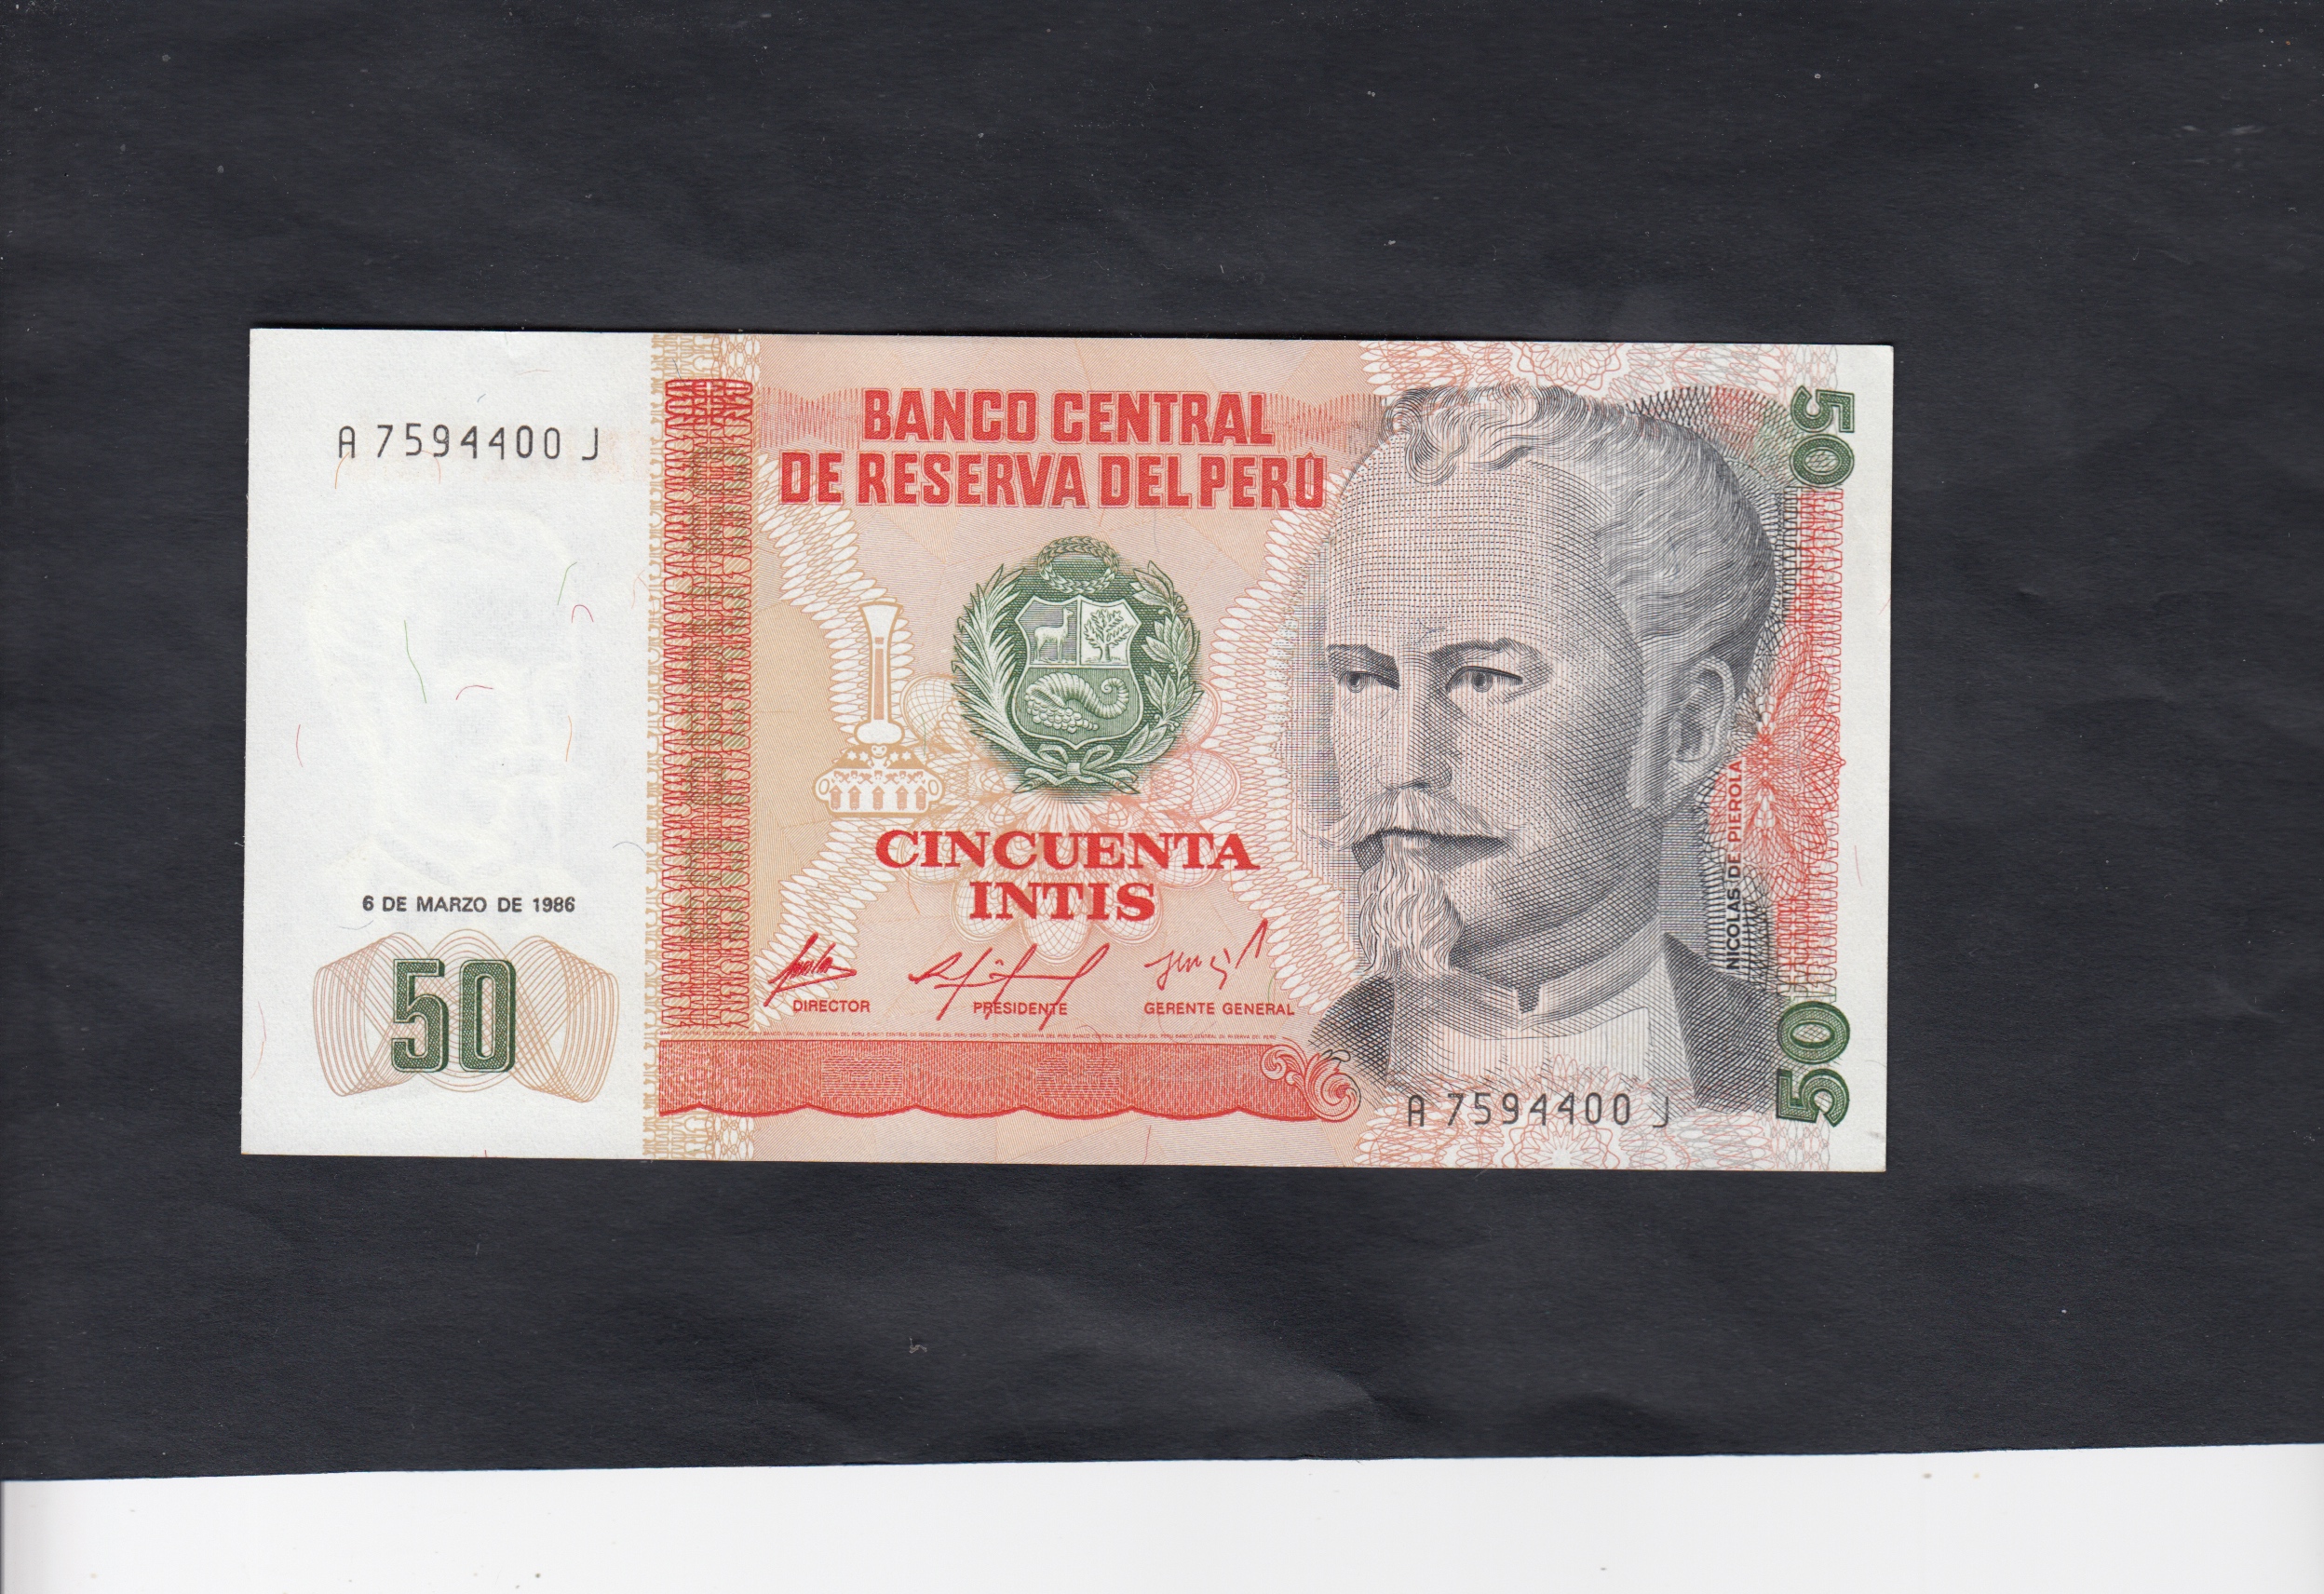 A 7594400 J
BANCO CENTRAL
DE RESERVA DEL PERÚ
50
CINCUENTA
INTIS
6 DE MARZO DE 1986
50
DIRECTOR
PRESIDENTE
GERENTE GENERAL
NICOLAS DE PIEROLA
50
A 7594400 J